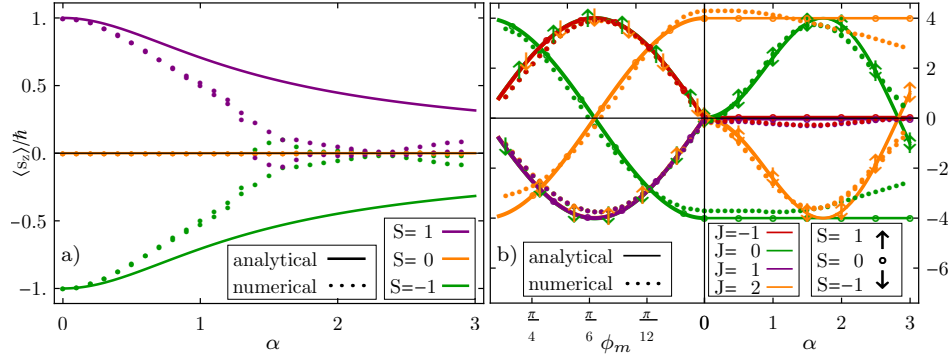 1.
0.5
0.
−0.5
−1.
⟨s_z⟩/ℏ
a)
analytical
numerical
S= 1
S= 0
S=−1
0
1
2
3
α
b)
analytical
numerical
J=−1
J= 0
J= 1
J= 2
S= 1
S= 0
S=−1
4
2
0
−2
−4
−6
π/4
π/6
π/12
0
1
2
3
ϕ_m
α